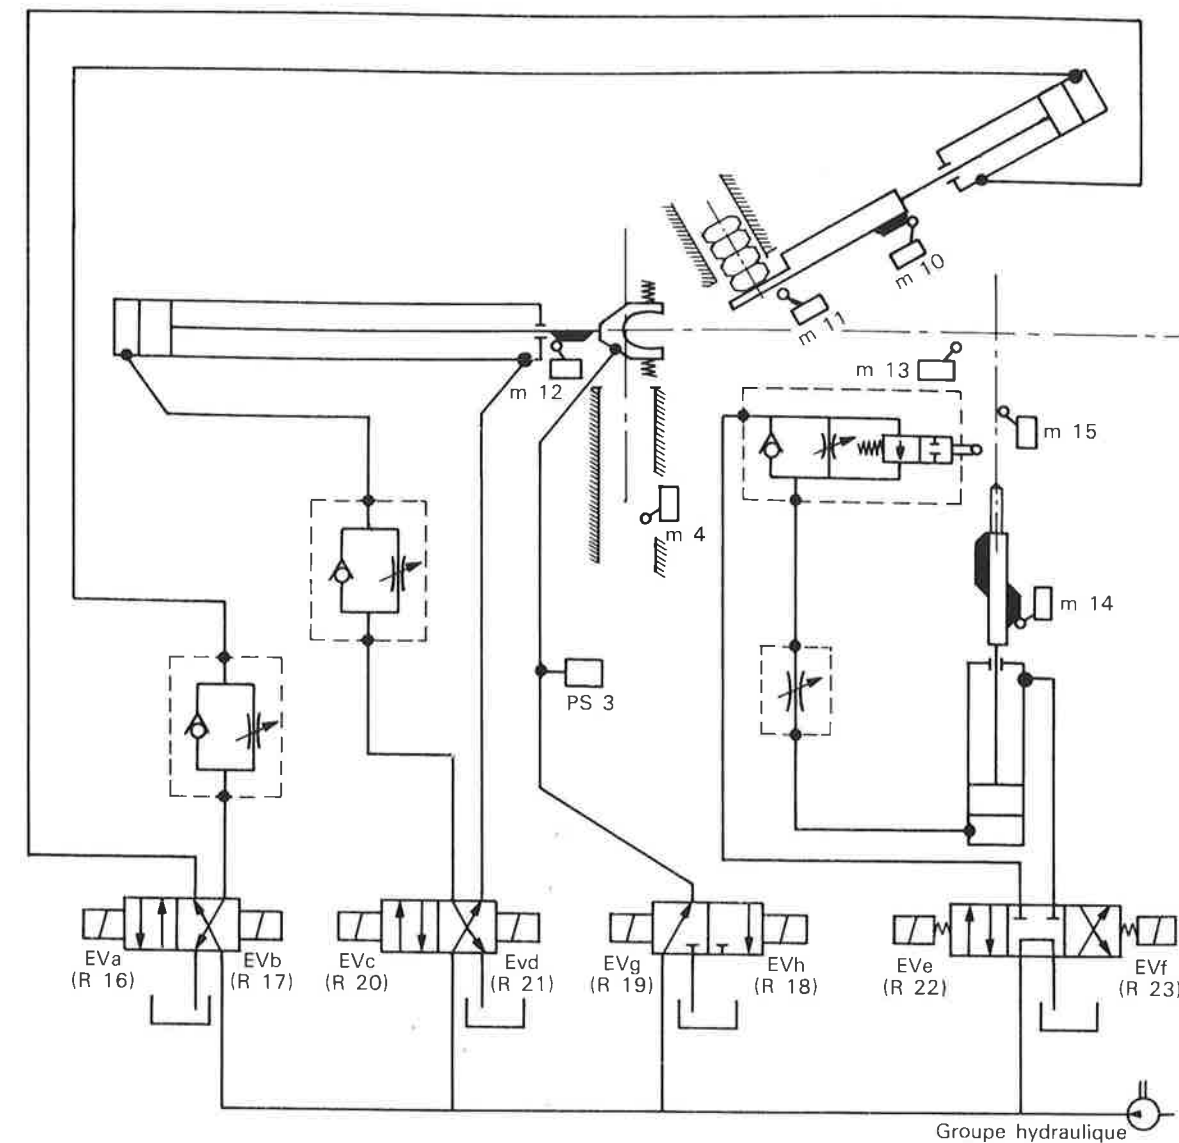 m 10
m 11
m 12
m 13
m 15
m 4
m 14
PS 3
EVa
(R 16)
EVb
(R 17)
EVc
(R 20)
Evd
(R 21)
EVg
(R 19)
EVh
(R 18)
EVe
(R 22)
EVf
(R 23)
Groupe hydraulique